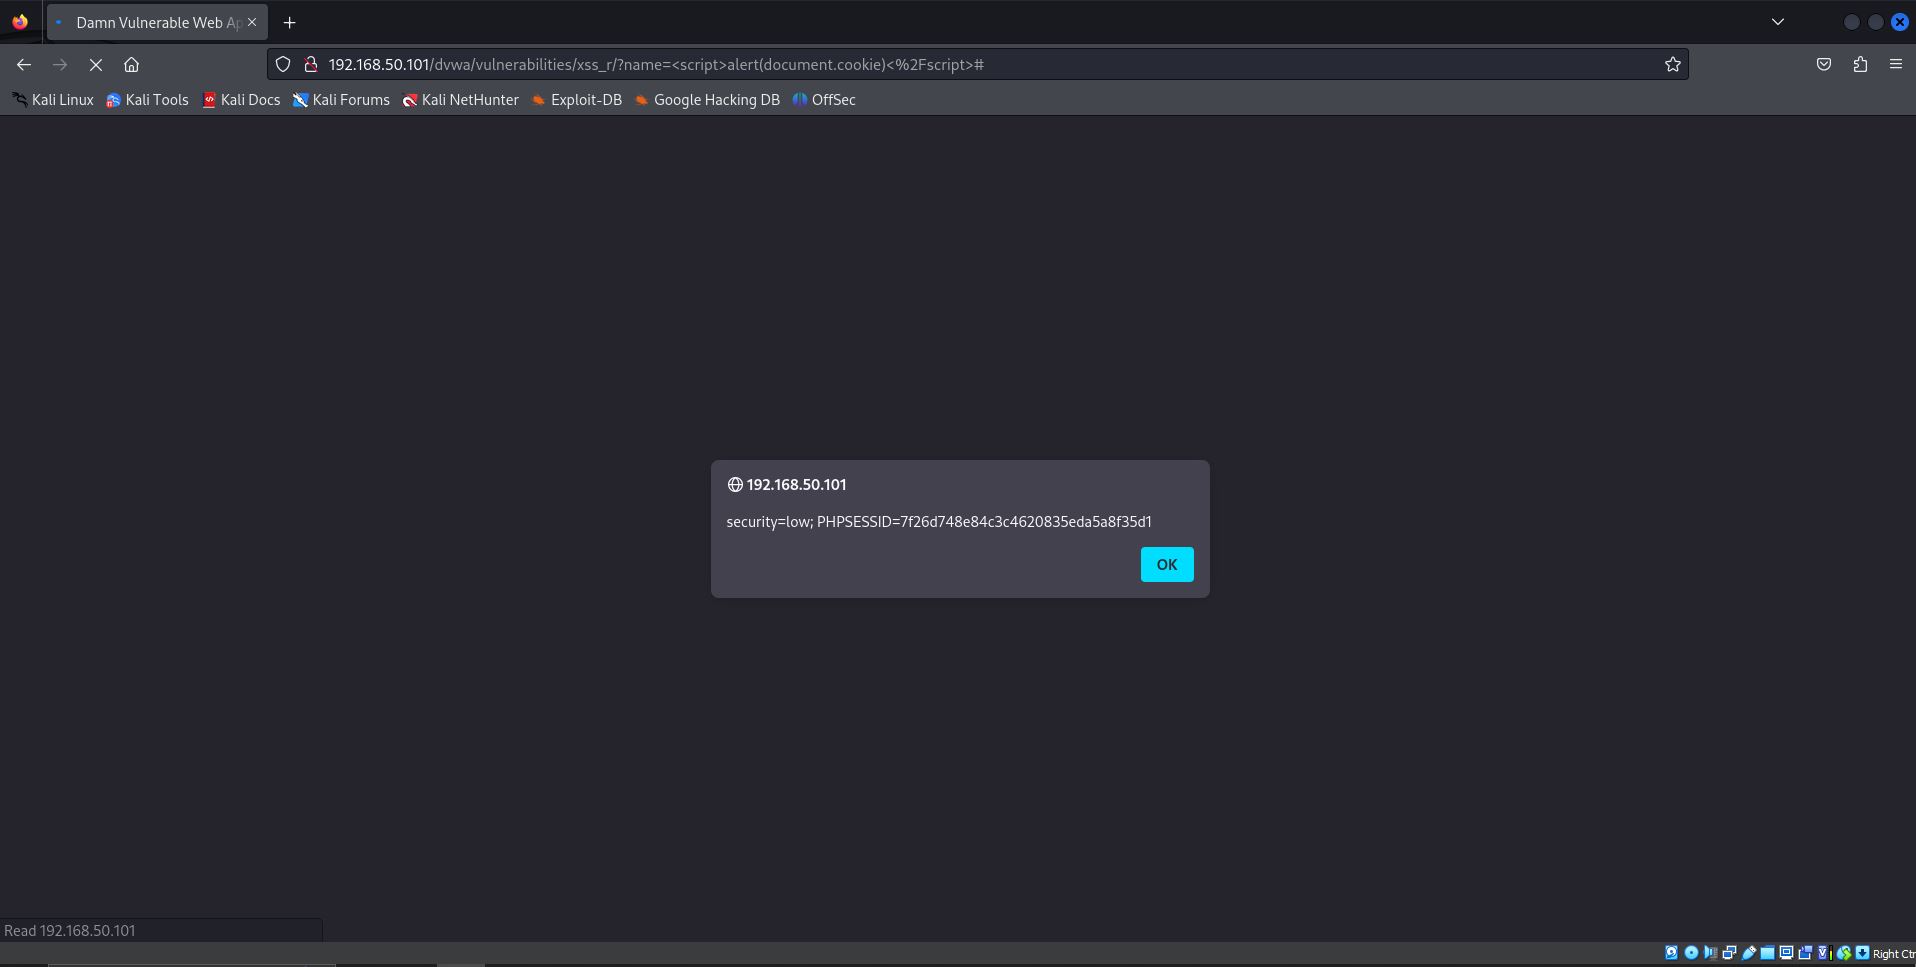 Damn Vulnerable Web Ap
192.168.50.101/dvwa/vulnerabilities/xss_r/?name=<script>alert(document.cookie)<%2Fscript>#
Kali Linux Kali Tools Kali Docs Kali Forums Kali NetHunter Exploit-DB Google Hacking DB OffSec
192.168.50.101
security=low; PHPSESSID=7f26d748e84c3c4620835eda5a8f35d1
OK
Read 192.168.50.101
Right Ctr